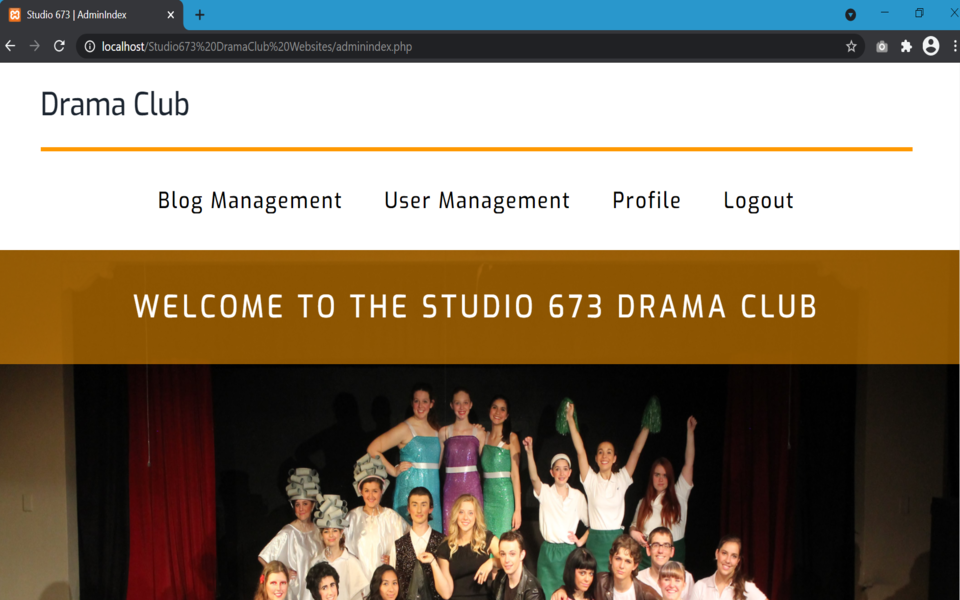 Studio 673 | AdminIndex
localhost/Studio673%20DramaClub%20Websites/adminindex.php
Drama Club
Blog Management User Management Profile Logout
WELCOME TO THE STUDIO 673 DRAMA CLUB